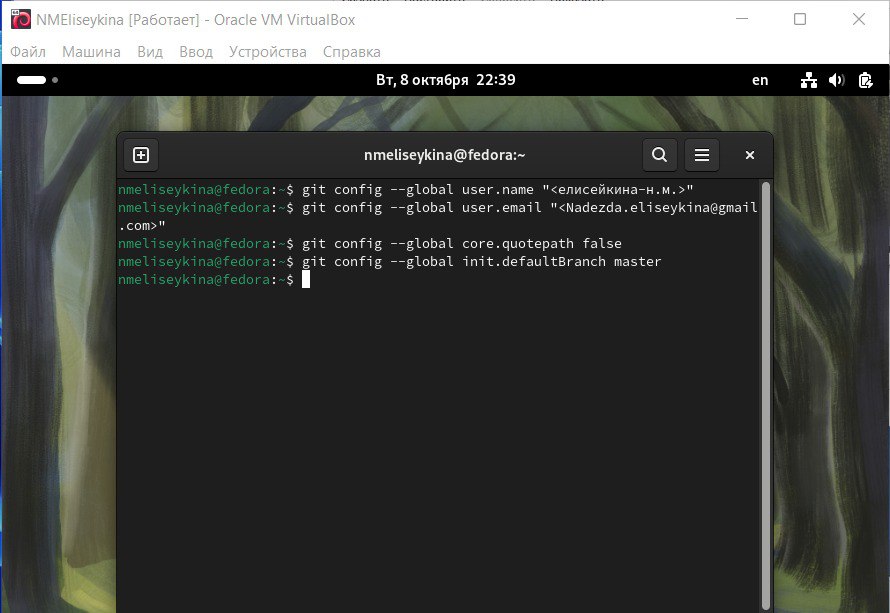 NMEliseykina [Работает] - Oracle VM VirtualBox
Файл Машина Вид Ввод Устройства Справка
Вт, 8 октября 22:39 en
nmeliseykina@fedora:~
nmeliseykina@fedora:~$ git config --global user.name "<елисейкина-н.м.>"
nmeliseykina@fedora:~$ git config --global user.email "<Nadezda.eliseykina@gmail
.com>"
nmeliseykina@fedora:~$ git config --global core.quotepath false
nmeliseykina@fedora:~$ git config --global init.defaultBranch master
nmeliseykina@fedora:~$